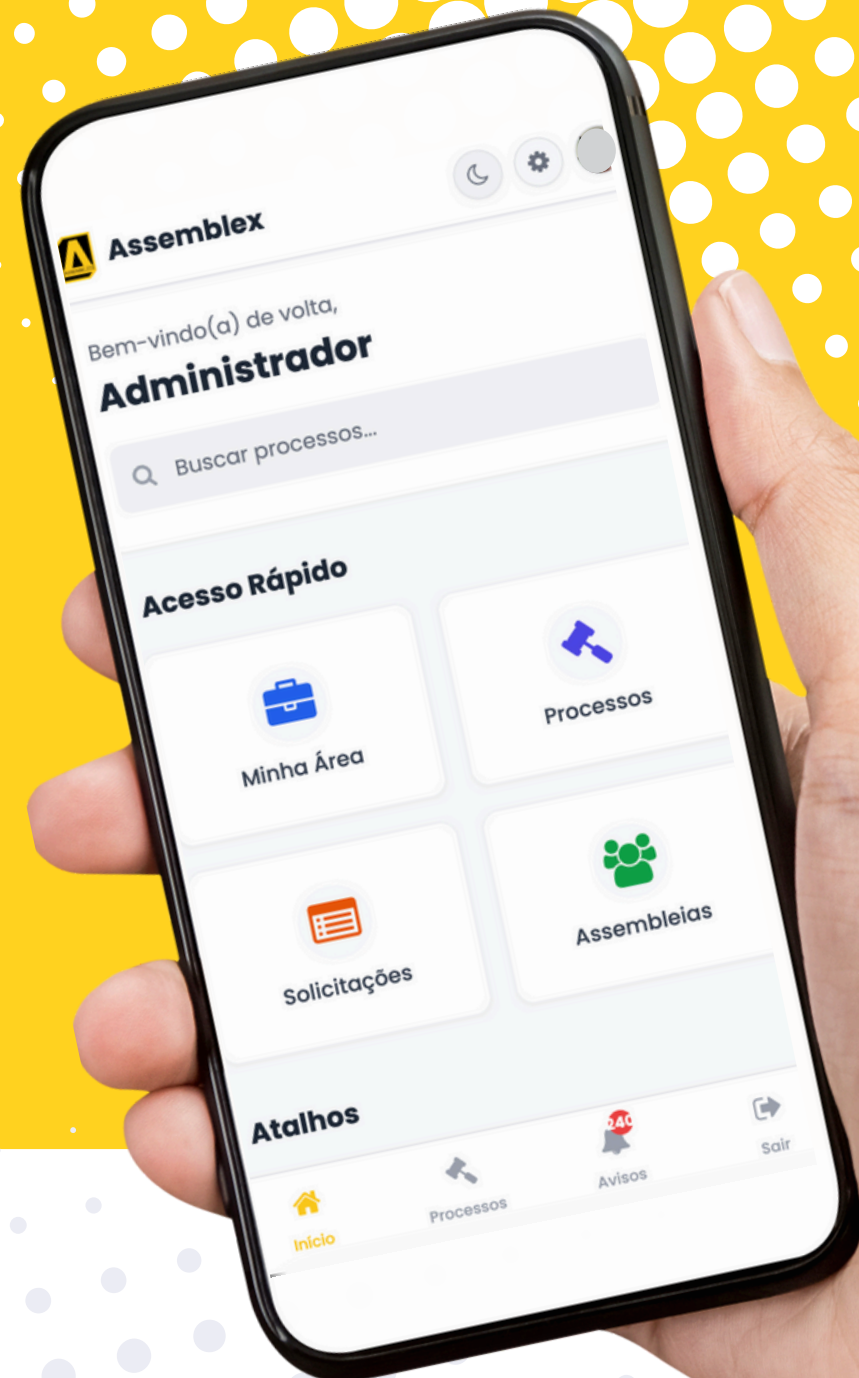 Assemblex
Bem-vindo(a) de volta,
Administrador
Buscar processos...
Acesso Rápido
Minha Área
Processos
Solicitações
Assembleias
Atalhos
240
Início
Processos
Avisos
Sair